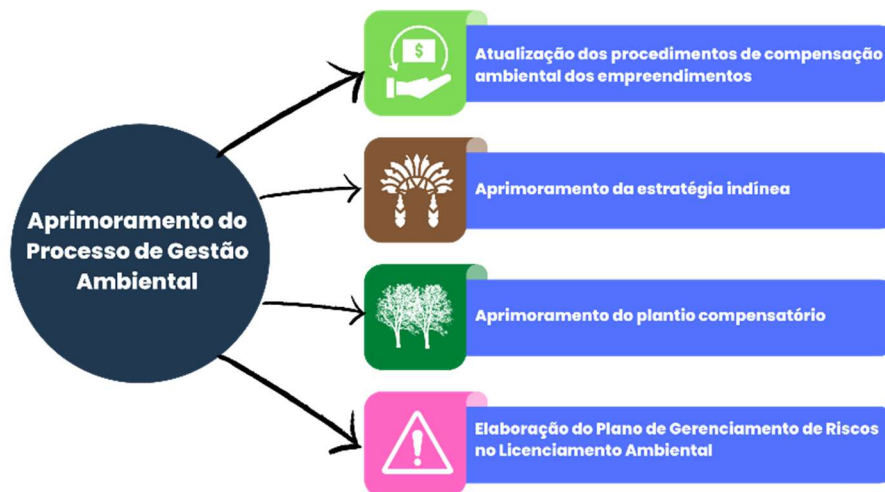 Aprimoramento do
Processo de Gestão
Ambiental
$
Atualização dos procedimentos de compensação
ambiental dos empreendimentos
Aprimoramento da estratégia indínea
Aprimoramento do plantio compensatório
Elaboração do Plano de Gerenciamento de Riscos
no Licenciamento Ambiental